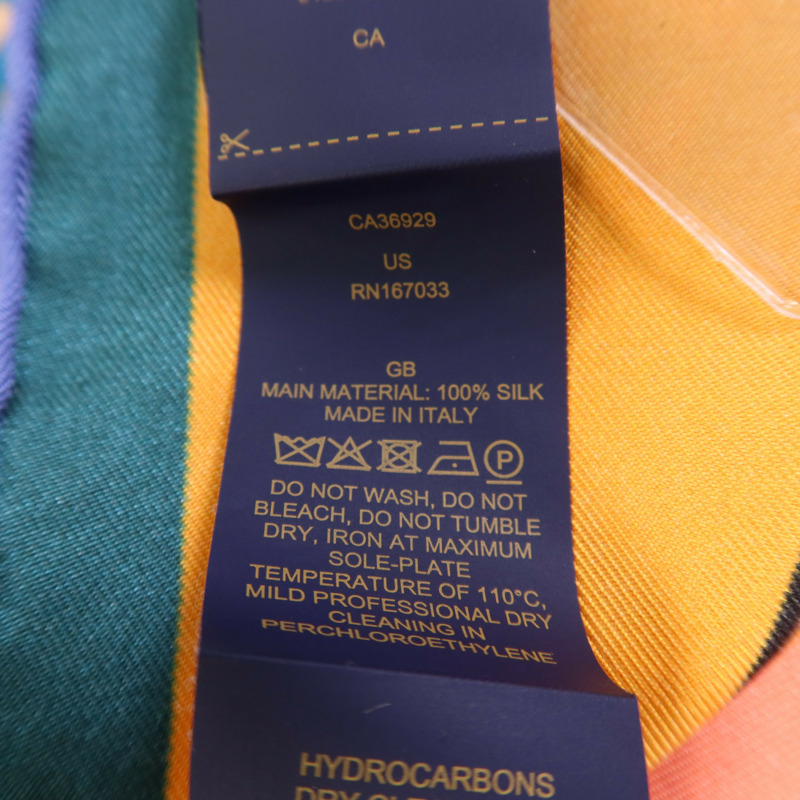 CA
CA36929
US
RN167033
GB
MAIN MATERIAL: 100% SILK
MADE IN ITALY
P
DO NOT WASH, DO NOT
BLEACH, DO NOT TUMBLE
DRY, IRON AT MAXIMUM
SOLE-PLATE
TEMPERATURE OF 110°C,
MILD PROFESSIONAL DRY
CLEANING IN
PERCHLOROETHYLENE
HYDROCARBONS